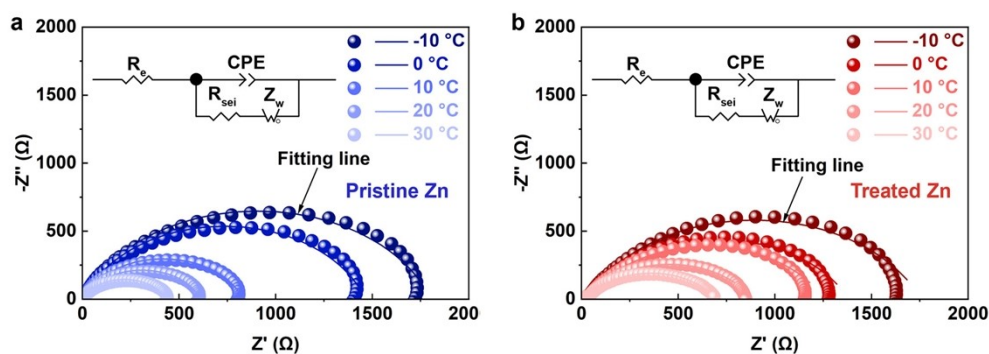 a
2000
1500
1000
500
0
-Z" (Ω)
R_e
CPE
R_sei
Z_w
-10 °C
0 °C
10 °C
20 °C
30 °C
Fitting line
Pristine Zn
0 500 1000 1500 200
Z' (Ω)
b
2000
1500
1000
500
0
-Z" (Ω)
R_e
CPE
R_sei
Z_w
-10 °C
0 °C
10 °C
20 °C
30 °C
Fitting line
Treated Zn
0 500 1000 1500 2000
Z' (Ω)